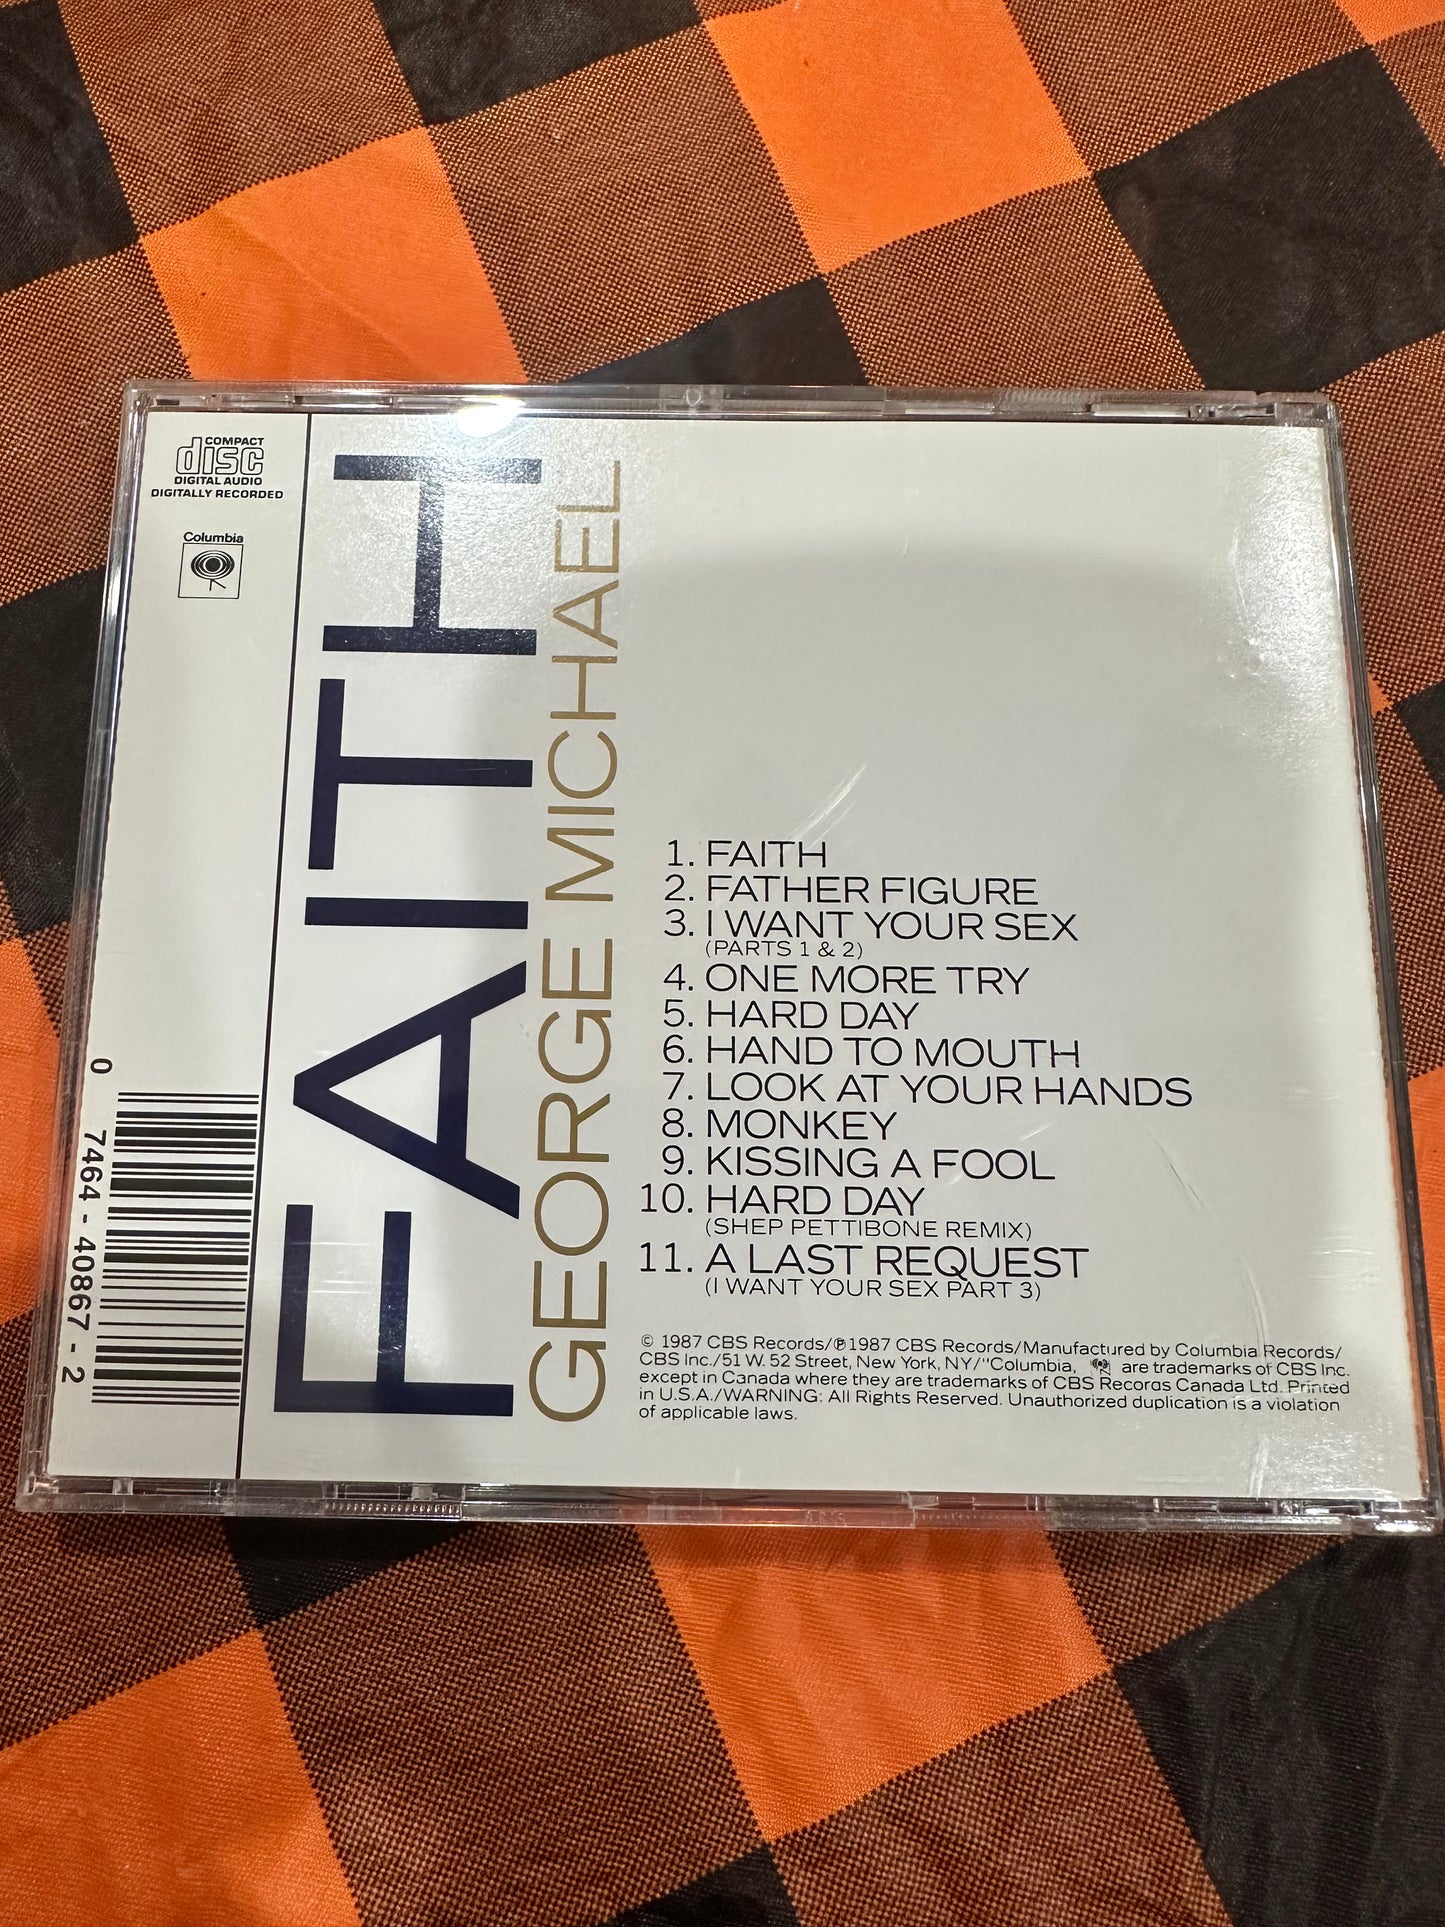 COMPACT
disc
DIGITAL AUDIO
DIGITALLY RECORDED
Columbia
0 7464 - 40867 - 2
FAITH
GEORGE MICHAEL
1. FAITH
2. FATHER FIGURE
3. I WANT YOUR SEX
(PARTS 1 & 2)
4. ONE MORE TRY
5. HARD DAY
6. HAND TO MOUTH
7. LOOK AT YOUR HANDS
8. MONKEY
9. KISSING A FOOL
10. HARD DAY
(SHEP PETTIBONE REMIX)
11. A LAST REQUEST
(I WANT YOUR SEX PART 3)
© 1987 CBS Records/℗1987 CBS Records/Manufactured by Columbia Records/
CBS Inc./51 W. 52 Street, New York, NY/"Columbia, are trademarks of CBS Inc.
except in Canada where they are trademarks of CBS Records Canada Ltd. Printed
in U.S.A./WARNING: All Rights Reserved. Unauthorized duplication is a violation
of applicable laws.